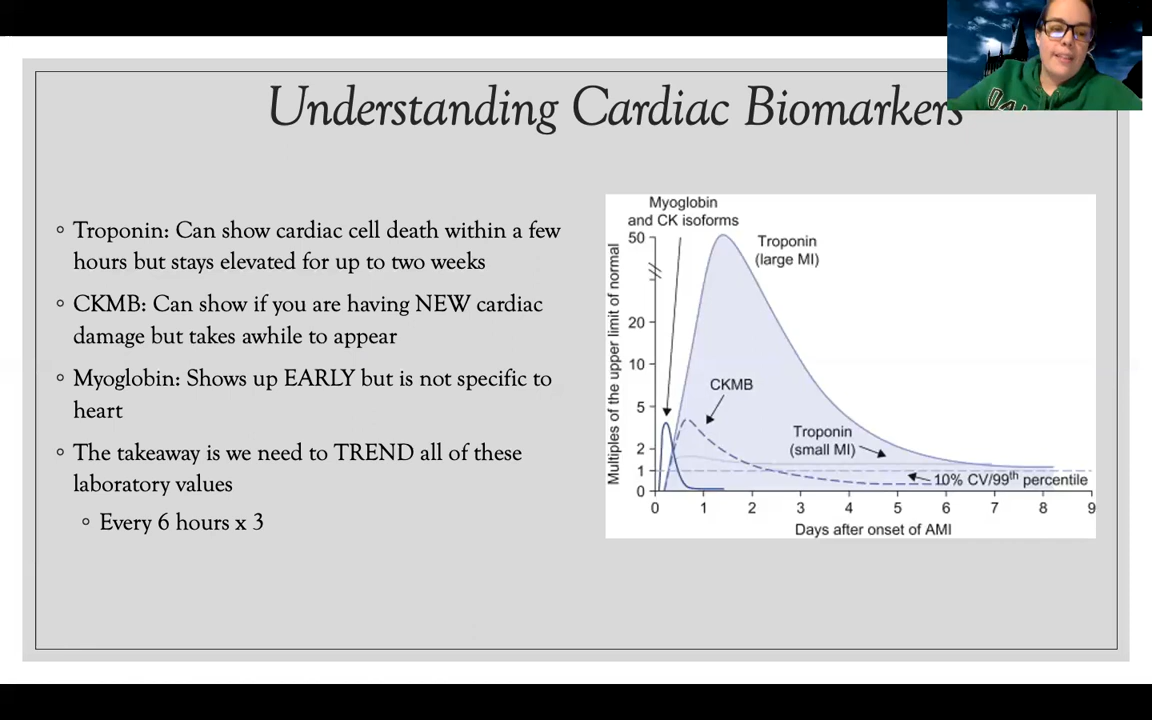 Understanding Cardiac Biomarkers
◦ Troponin: Can show cardiac cell death within a few
hours but stays elevated for up to two weeks
◦ CKMB: Can show if you are having NEW cardiac
damage but takes awhile to appear
◦ Myoglobin: Shows up EARLY but is not specific to
heart
◦ The takeaway is we need to TREND all of these
laboratory values
◦ Every 6 hours x 3
Myoglobin
and CK isoforms
Troponin
(large MI)
CKMB
Troponin
(small MI)
10% CV/99th percentile
Multiples of the upper limit of normal
50
20
10
5
2
1
0
0 1 2 3 4 5 6 7 8 9
Days after onset of AMI